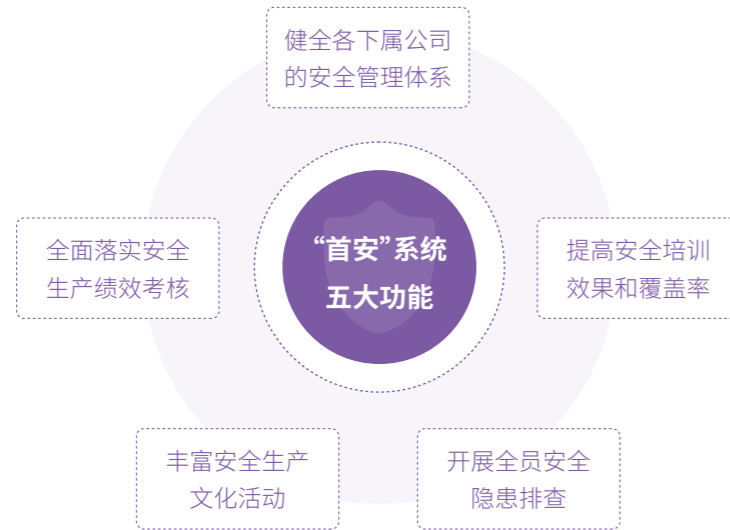 健全各下属公司
的安全管理体系
全面落实安全
生产绩效考核
“首安”系统
五大功能
提高安全培训
效果和覆盖率
丰富安全生产
文化活动
开展全员安全
隐患排查